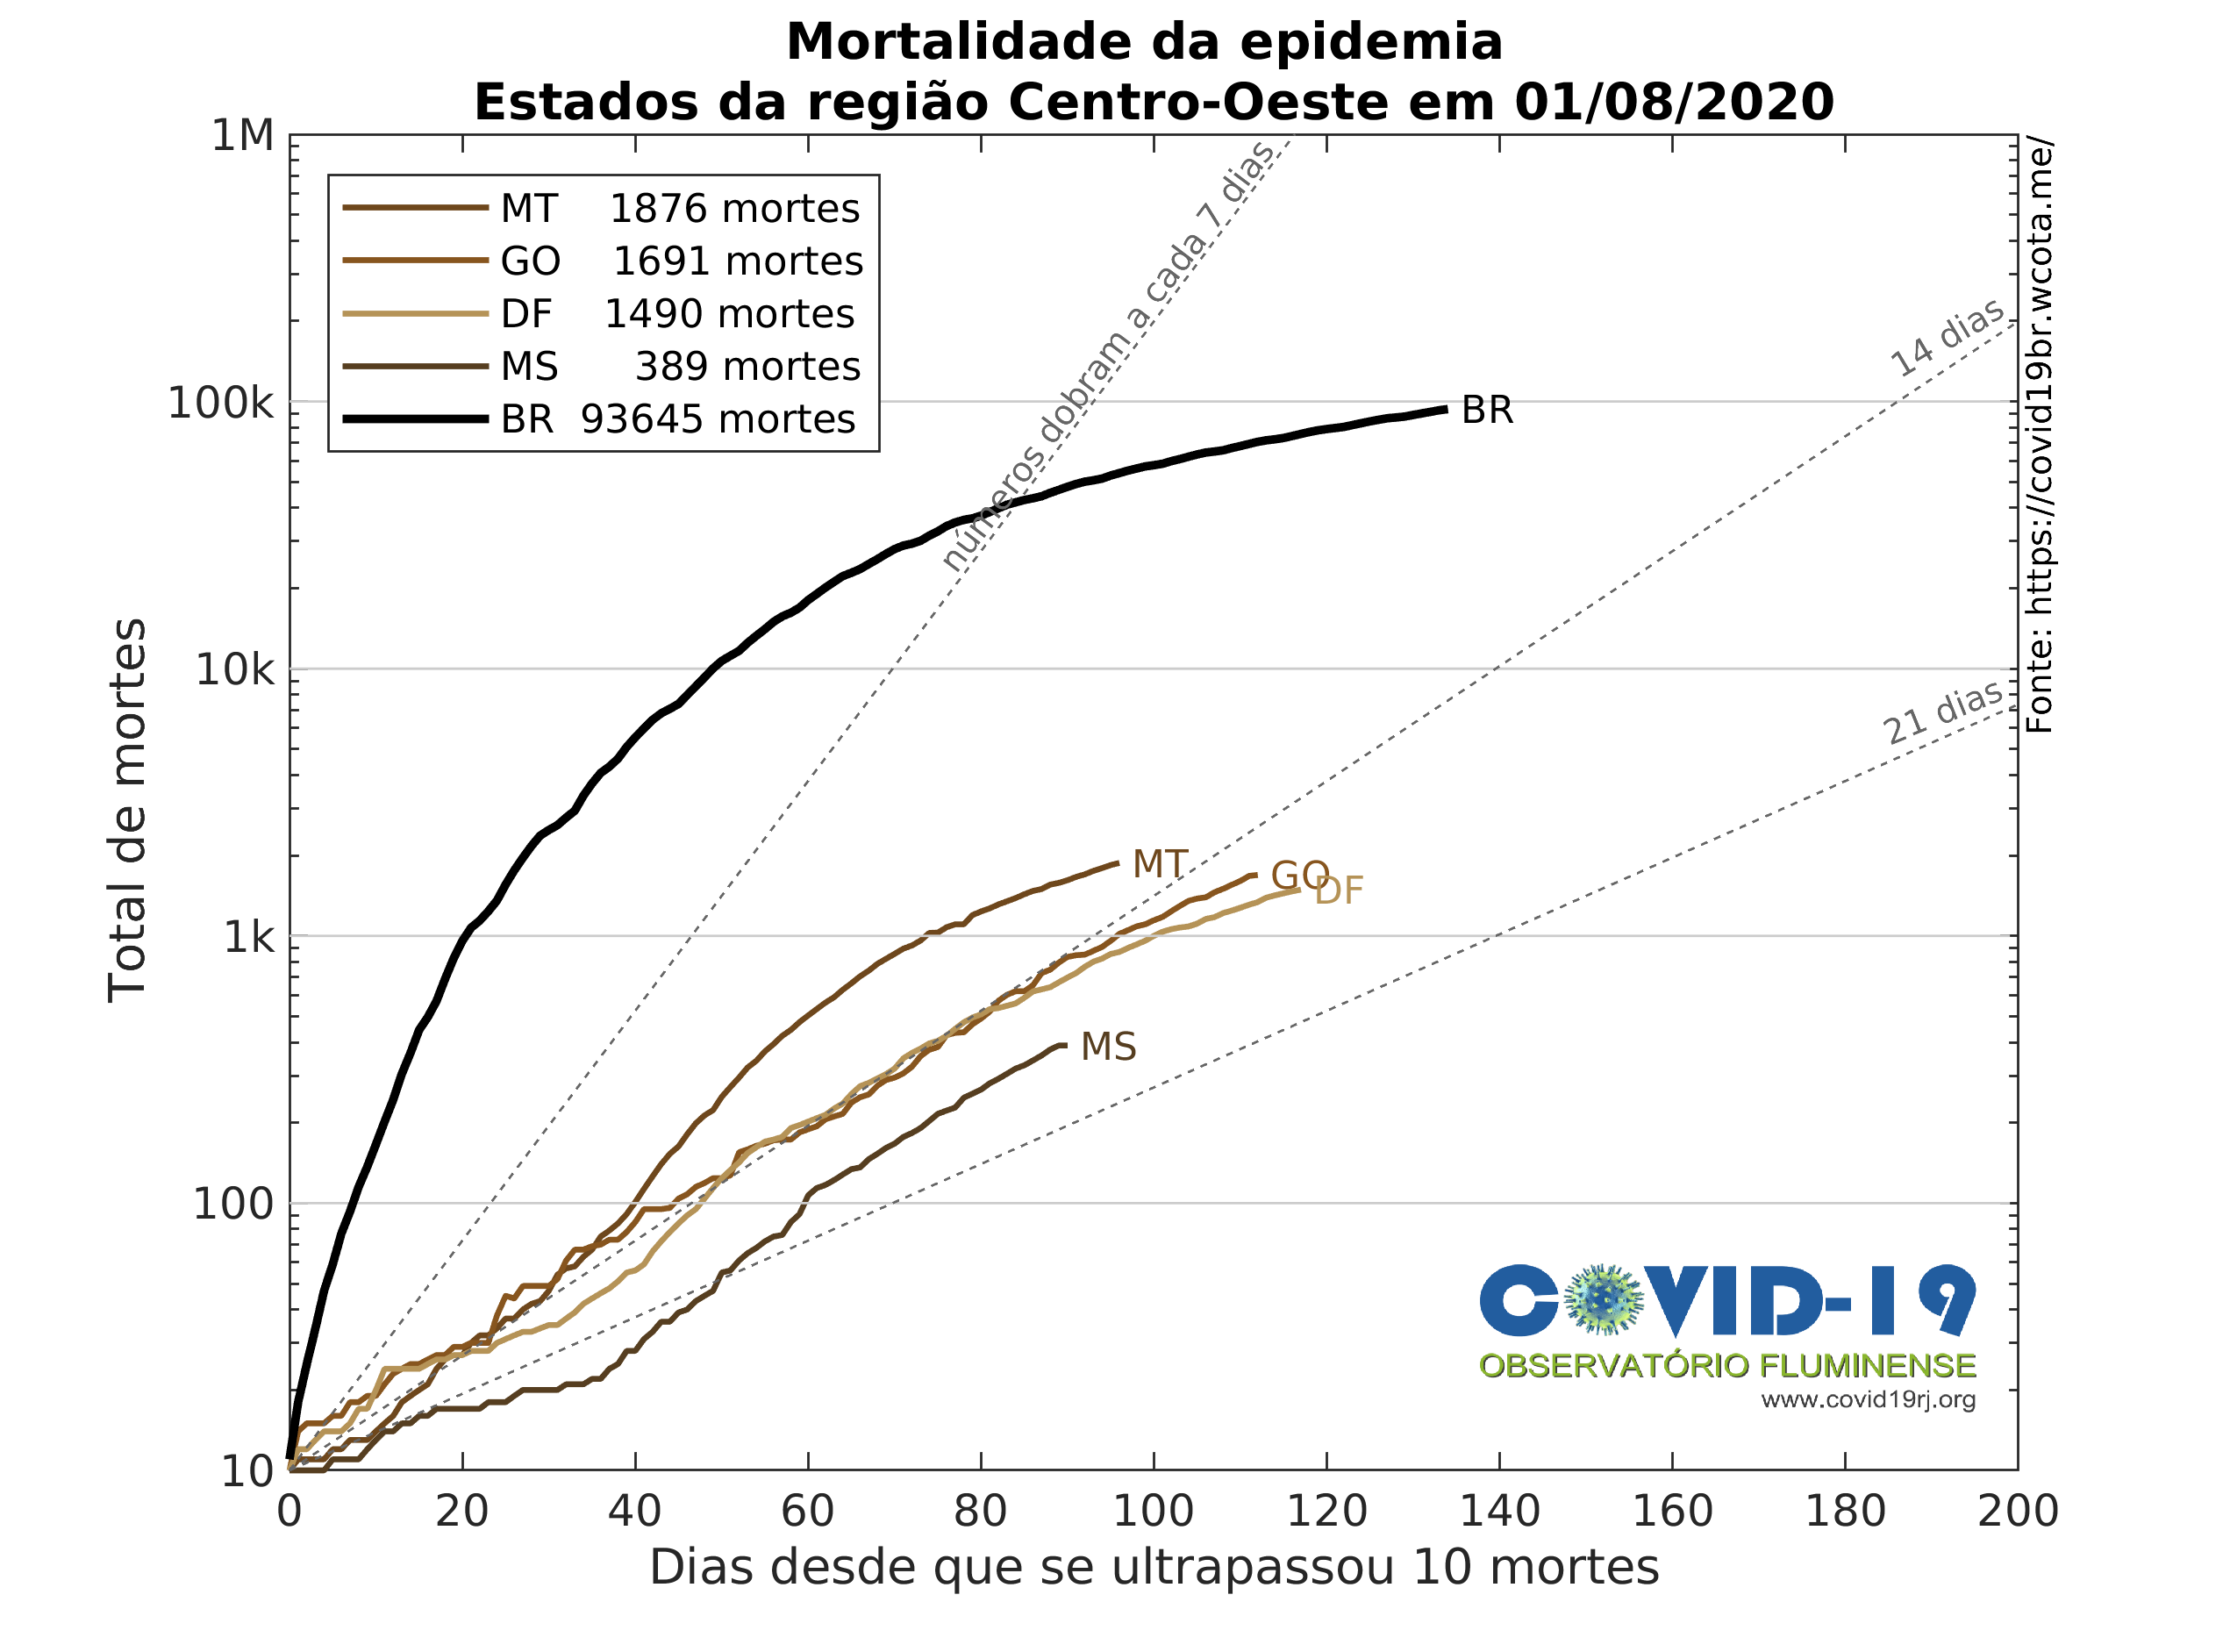 Mortalidade da epidemia
Estados da região Centro-Oeste em 01/08/2020
1M
100k
10k
1k
100
10
Total de mortes
MT 1876 mortes
GO 1691 mortes
DF 1490 mortes
MS 389 mortes
BR 93645 mortes
números dobram a cada 7 dias
14 dias
21 dias
BR
MT
GO
DF
MS
Fonte: https://covid19br.wcota.me/
COVID-19
OBSERVATÓRIO FLUMINENSE
www.covid19rj.org
0 20 40 60 80 100 120 140 160 180 200
Dias desde que se ultrapassou 10 mortes